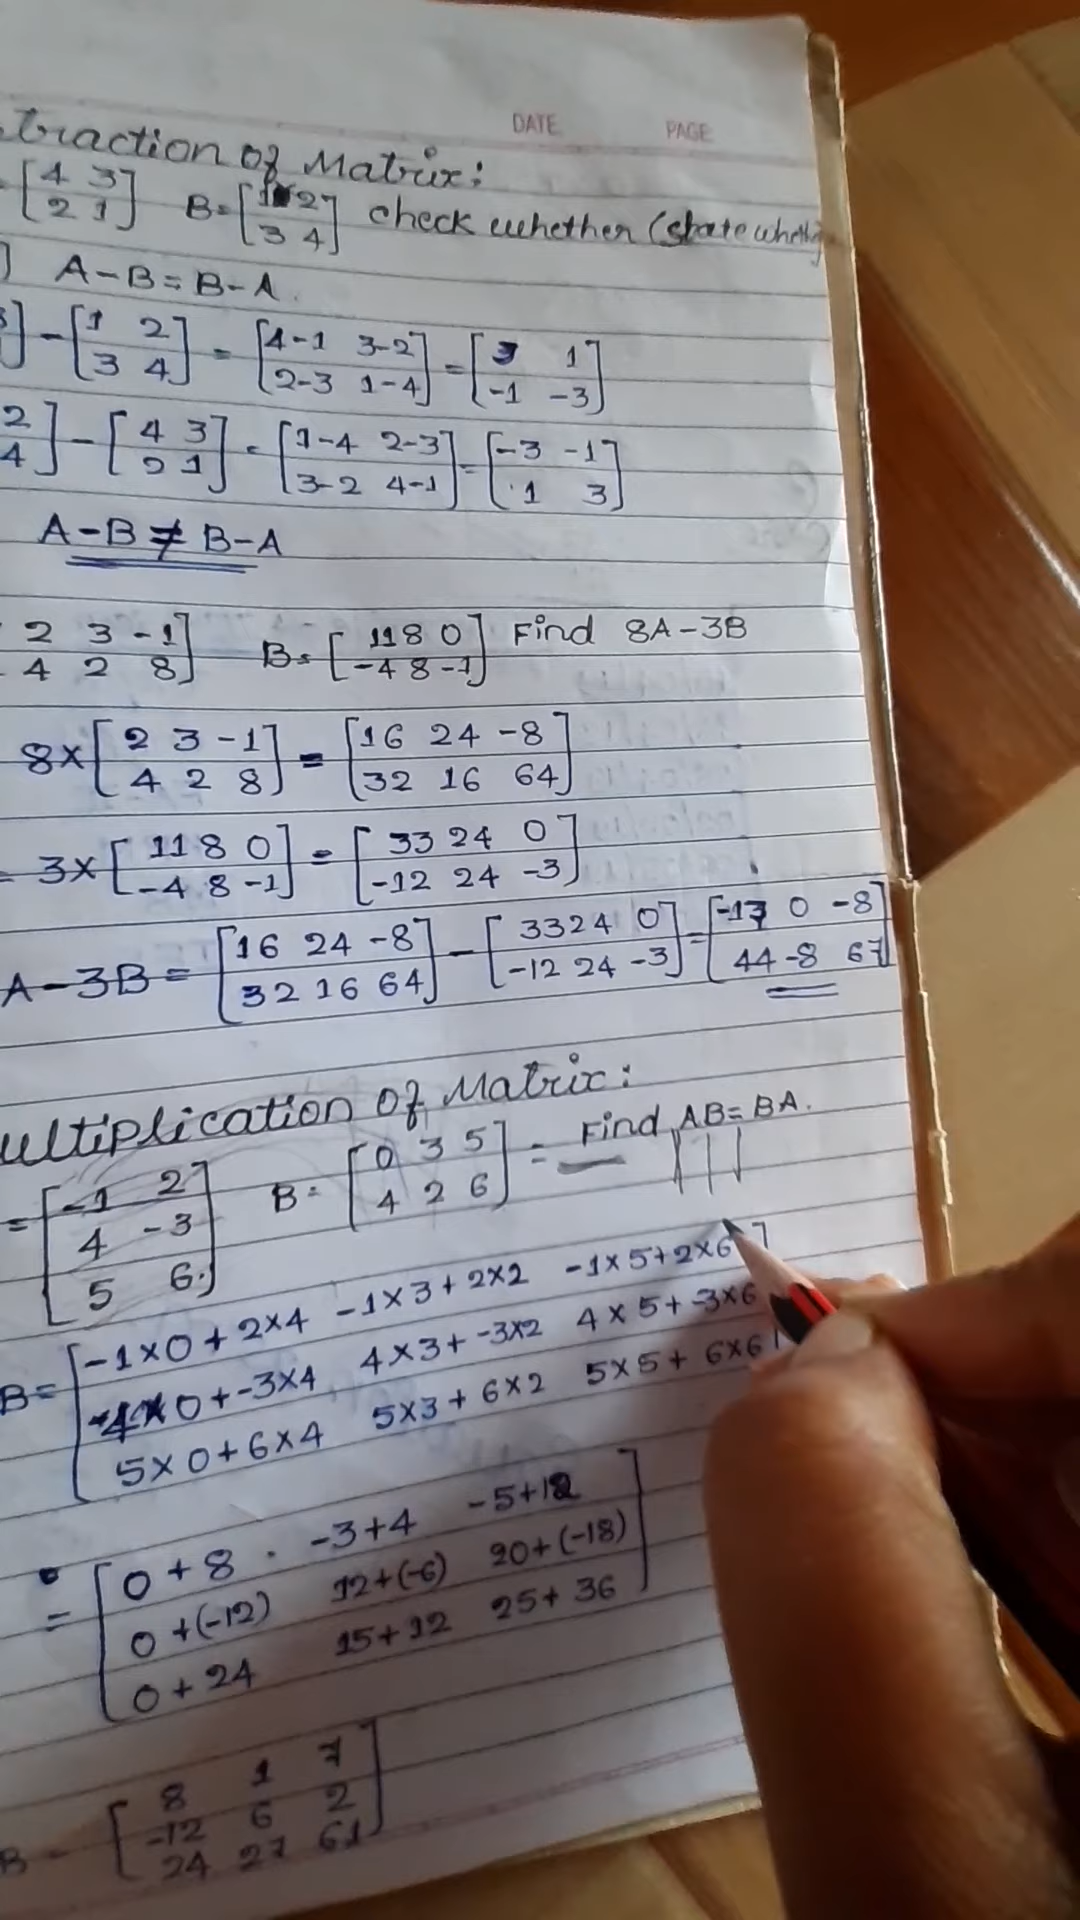 DATE PAGE
traction of Matrix:
[4 3] B=[1 2] check whether (state whether
[2 1] [3 4]
] A-B=B-A.
] - [1 2] = [4-1 3-2] = [3 1]
[3 4] [2-3 1-4] [-1 -3]
2] - [4 3] = [1-4 2-3] = [-3 -1]
4] [2 1] [3-2 4-1] [1 3]
A-B ≠ B-A
2 3 -1] B=[11 8 0] Find 8A-3B
4 2 8] [-4 8 -1]
8×[2 3 -1] = [16 24 -8]
[4 2 8] [32 16 64]
= 3×[11 8 0] = [33 24 0]
[-4 8 -1] [-12 24 -3]
A-3B = [16 24 -8] - [33 24 0] = [-17 0 -8]
[32 16 64] [-12 24 -3] [44 -8 67]
ultiplication of Matrix:
= [-1 2] B=[0 3 5] = Find AB=BA.
[4 -3] [4 2 6]
[5 6]
B= [-1×0+2×4 -1×3+2×2 -1×5+2×6]
[4×0+-3×4 4×3+-3×2 4×5+-3×6
[5×0+6×4 5×3+6×2 5×5+6×6
= [0+8 -3+4 -5+12]
[0+(-12) 12+(-6) 20+(-18)]
[0+24 15+12 25+36]
B = [8 1 7]
[-12 6 2]
[24 27 61]